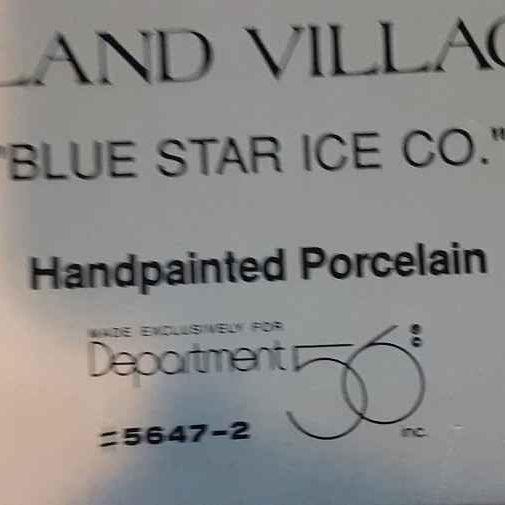 LAND VILLAG
"BLUE STAR ICE CO."
Handpainted Porcelain
MADE EXCLUSIVELY FOR
Department 56 ®
inc.
=5647-2